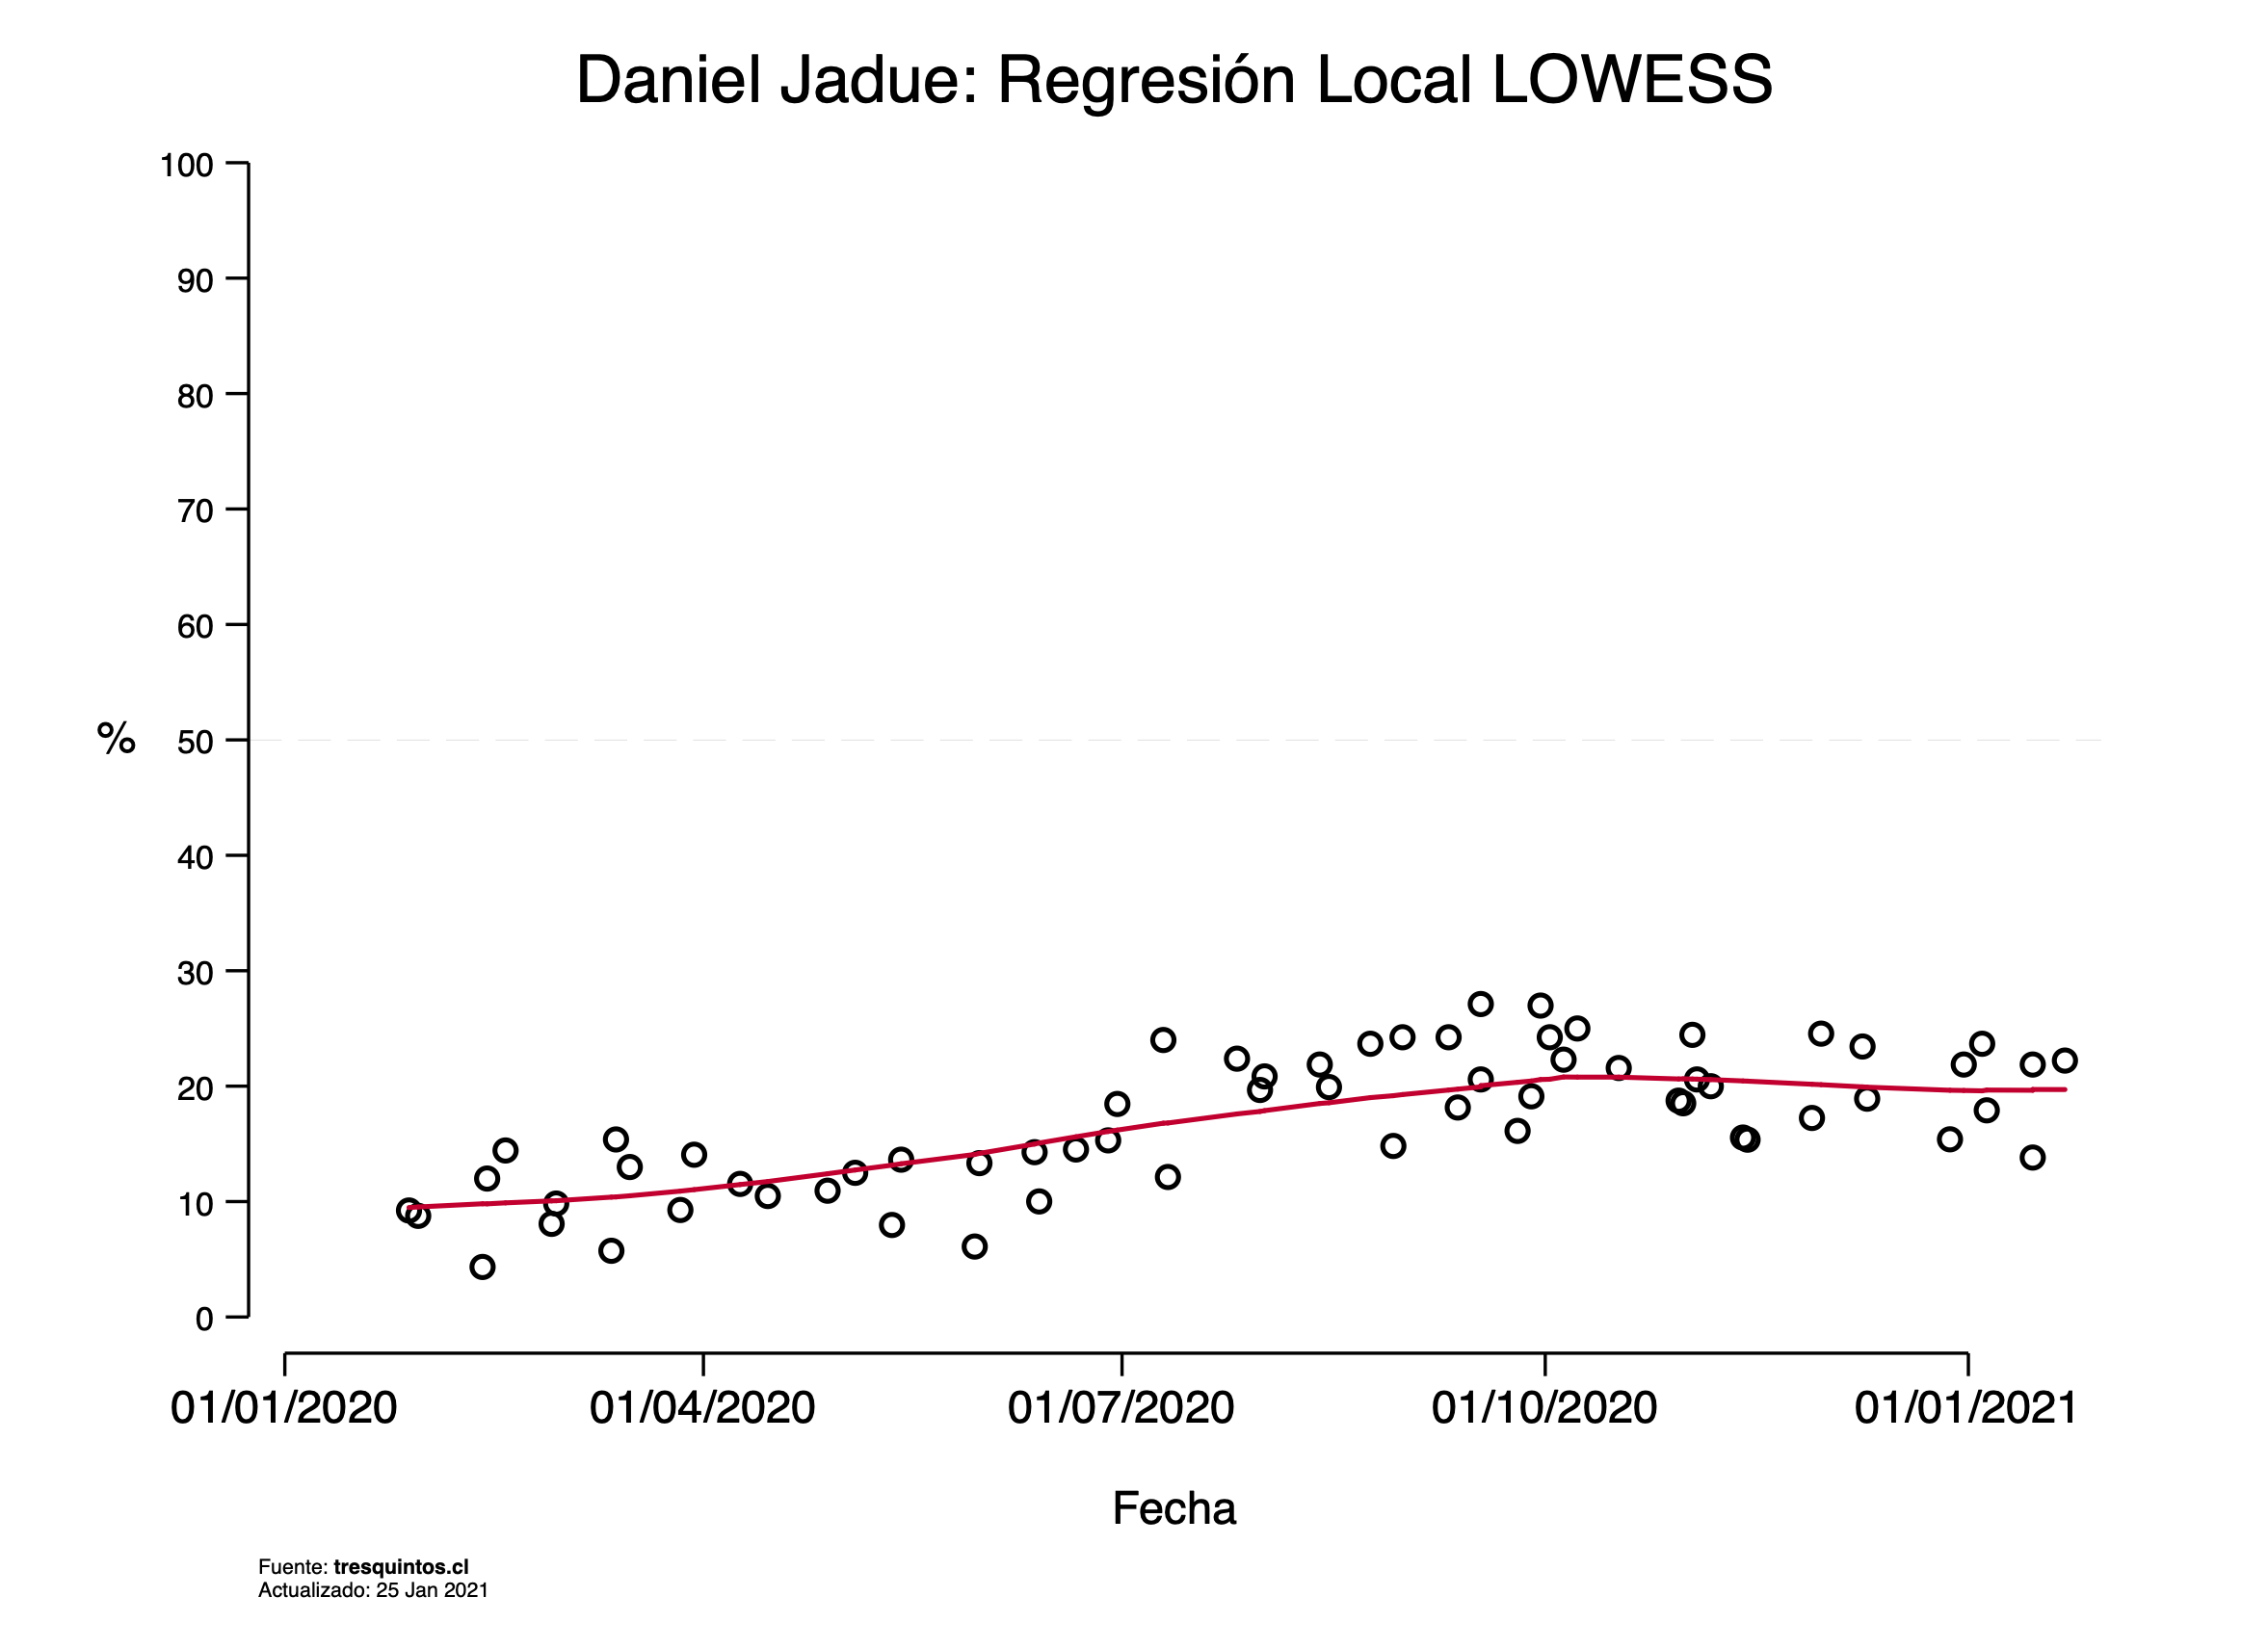 Daniel Jadue: Regresión Local LOWESS
100
90
80
70
60
% 50
40
30
20
10
0
01/01/2020 01/04/2020 01/07/2020 01/10/2020 01/01/2021
Fecha
Fuente: tresquintos.cl
Actualizado: 25 Jan 2021